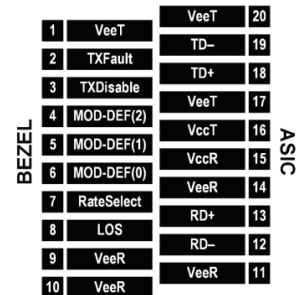 BEZEL
1 VeeT
2 TXFault
3 TXDisable
4 MOD-DEF(2)
5 MOD-DEF(1)
6 MOD-DEF(0)
7 RateSelect
8 LOS
9 VeeR
10 VeeR
VeeT 20
TD– 19
TD+ 18
VeeT 17
VccT 16
VccR 15
VeeR 14
RD+ 13
RD– 12
VeeR 11
ASIC